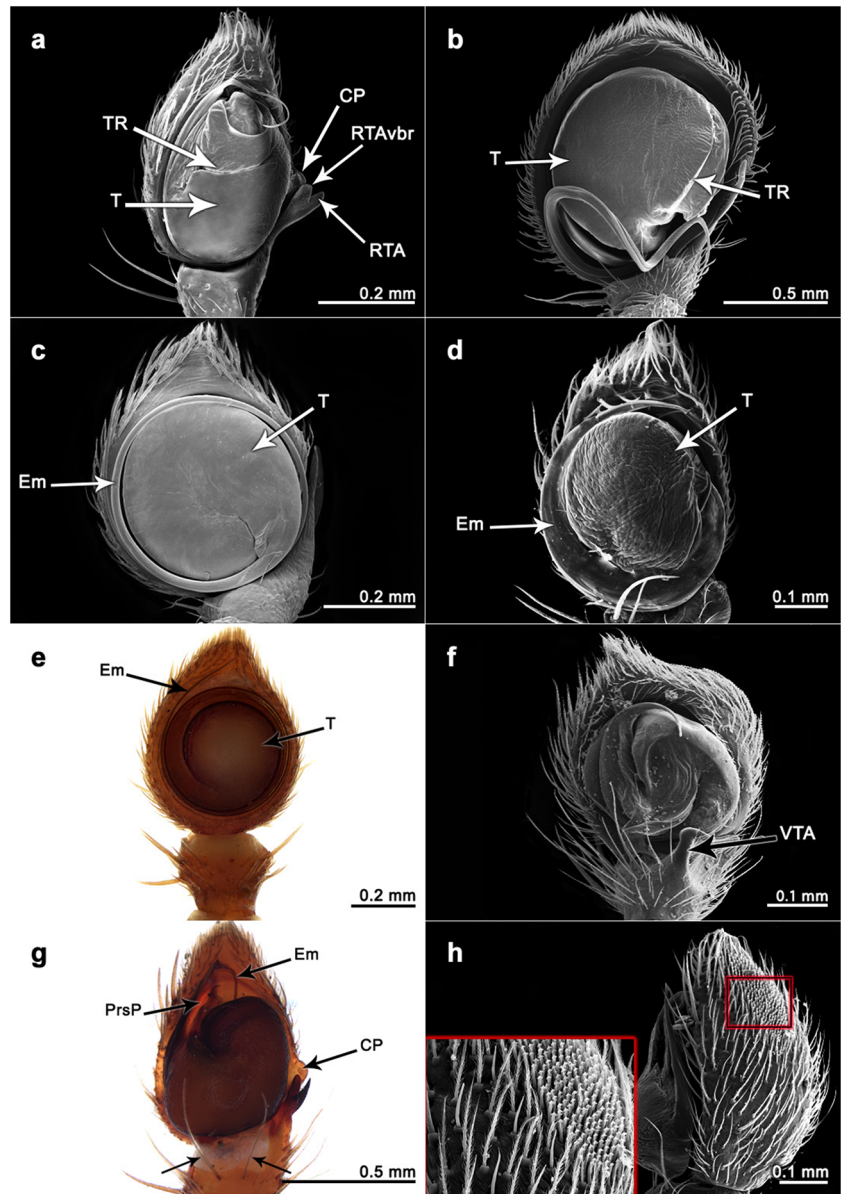 a
CP
TR
RTAvbr
T
RTA
0.2 mm
b
T
TR
0.5 mm
c
T
Em
0.2 mm
d
T
Em
0.1 mm
e
Em
T
0.2 mm
f
VTA
0.1 mm
g
Em
PrsP
CP
0.5 mm
h
0.1 mm